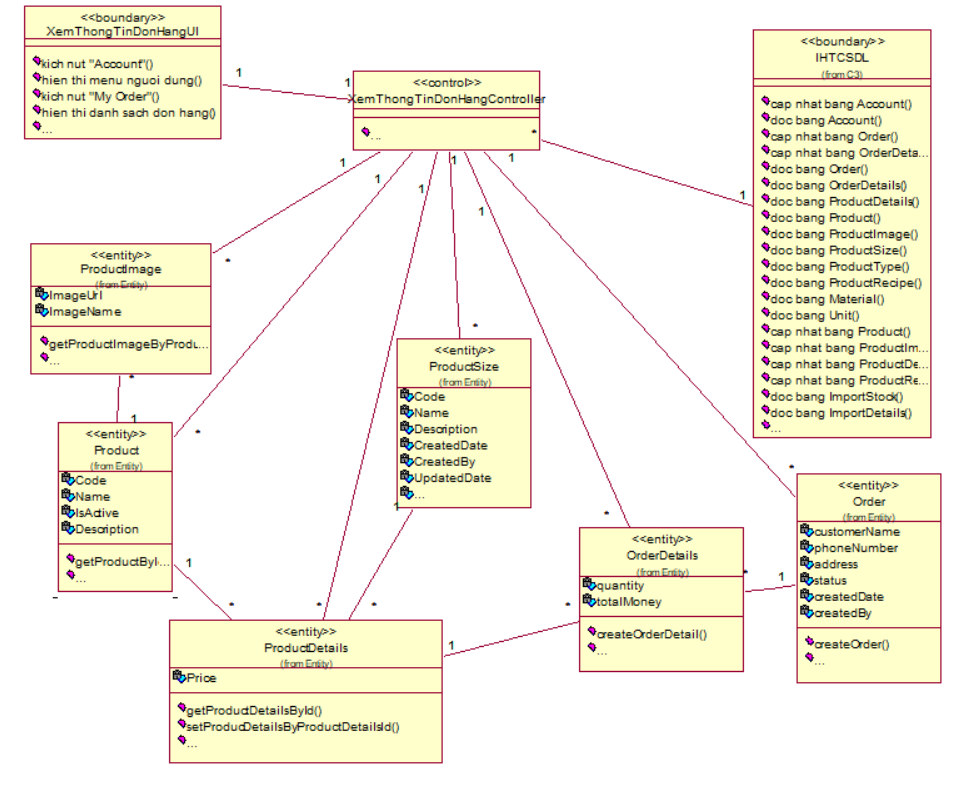 <<boundary>>
XemThongTinDonHangUI
kich nut "Account"()
hien thi menu nguoi dung()
kich nut "My Order"()
hien thi danh sach don hang()
...
1
1
<<control>>
XemThongTinDonHangController
...
*
1
<<boundary>>
IHTCSDL
(from C3)
cap nhat bang Account()
doc bang Account()
cap nhat bang Order()
cap nhat bang OrderDeta...
doc bang Order()
doc bang OrderDetails()
doc bang ProductDetails()
doc bang Product()
doc bang ProductImage()
doc bang ProductSize()
doc bang ProductType()
doc bang ProductRecipe()
doc bang Material()
doc bang Unit()
cap nhat bang Product()
cap nhat bang ProductIm...
cap nhat bang ProductDe...
cap nhat bang ProductRe...
doc bang ImportStock()
doc bang ImportDetails()
...
1
1
1
1
1
1
*
<<entity>>
ProductImage
(from Entity)
ImageUrl
ImageName
getProductImageByProdu...
...
*
1
*
<<entity>>
Product
(from Entity)
Code
Name
IsActive
Description
getProductByI...
...
1
*
*
<<entity>>
ProductSize
(from Entity)
Code
Name
Description
CreatedDate
CreatedBy
UpdatedDate
...
1
*
*
<<entity>>
ProductDetails
(from Entity)
Price
getProductDetailsById()
setProducDetailsByProductDetailsId()
...
1
*
*
<<entity>>
OrderDetails
(from Entity)
quantity
totalMoney
createOrderDetail()
...
*
1
*
<<entity>>
Order
(from Entity)
customerName
phoneNumber
address
status
createdDate
createdBy
createOrder()
...